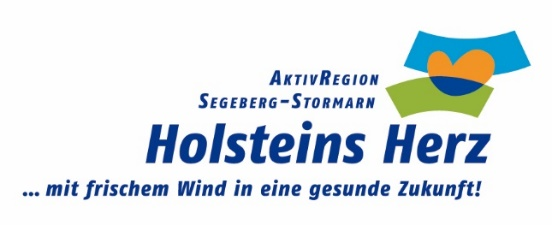 AKTIVREGION
SEGEBERG-STORMARN
Holsteins Herz
... mit frischem Wind in eine gesunde Zukunft!